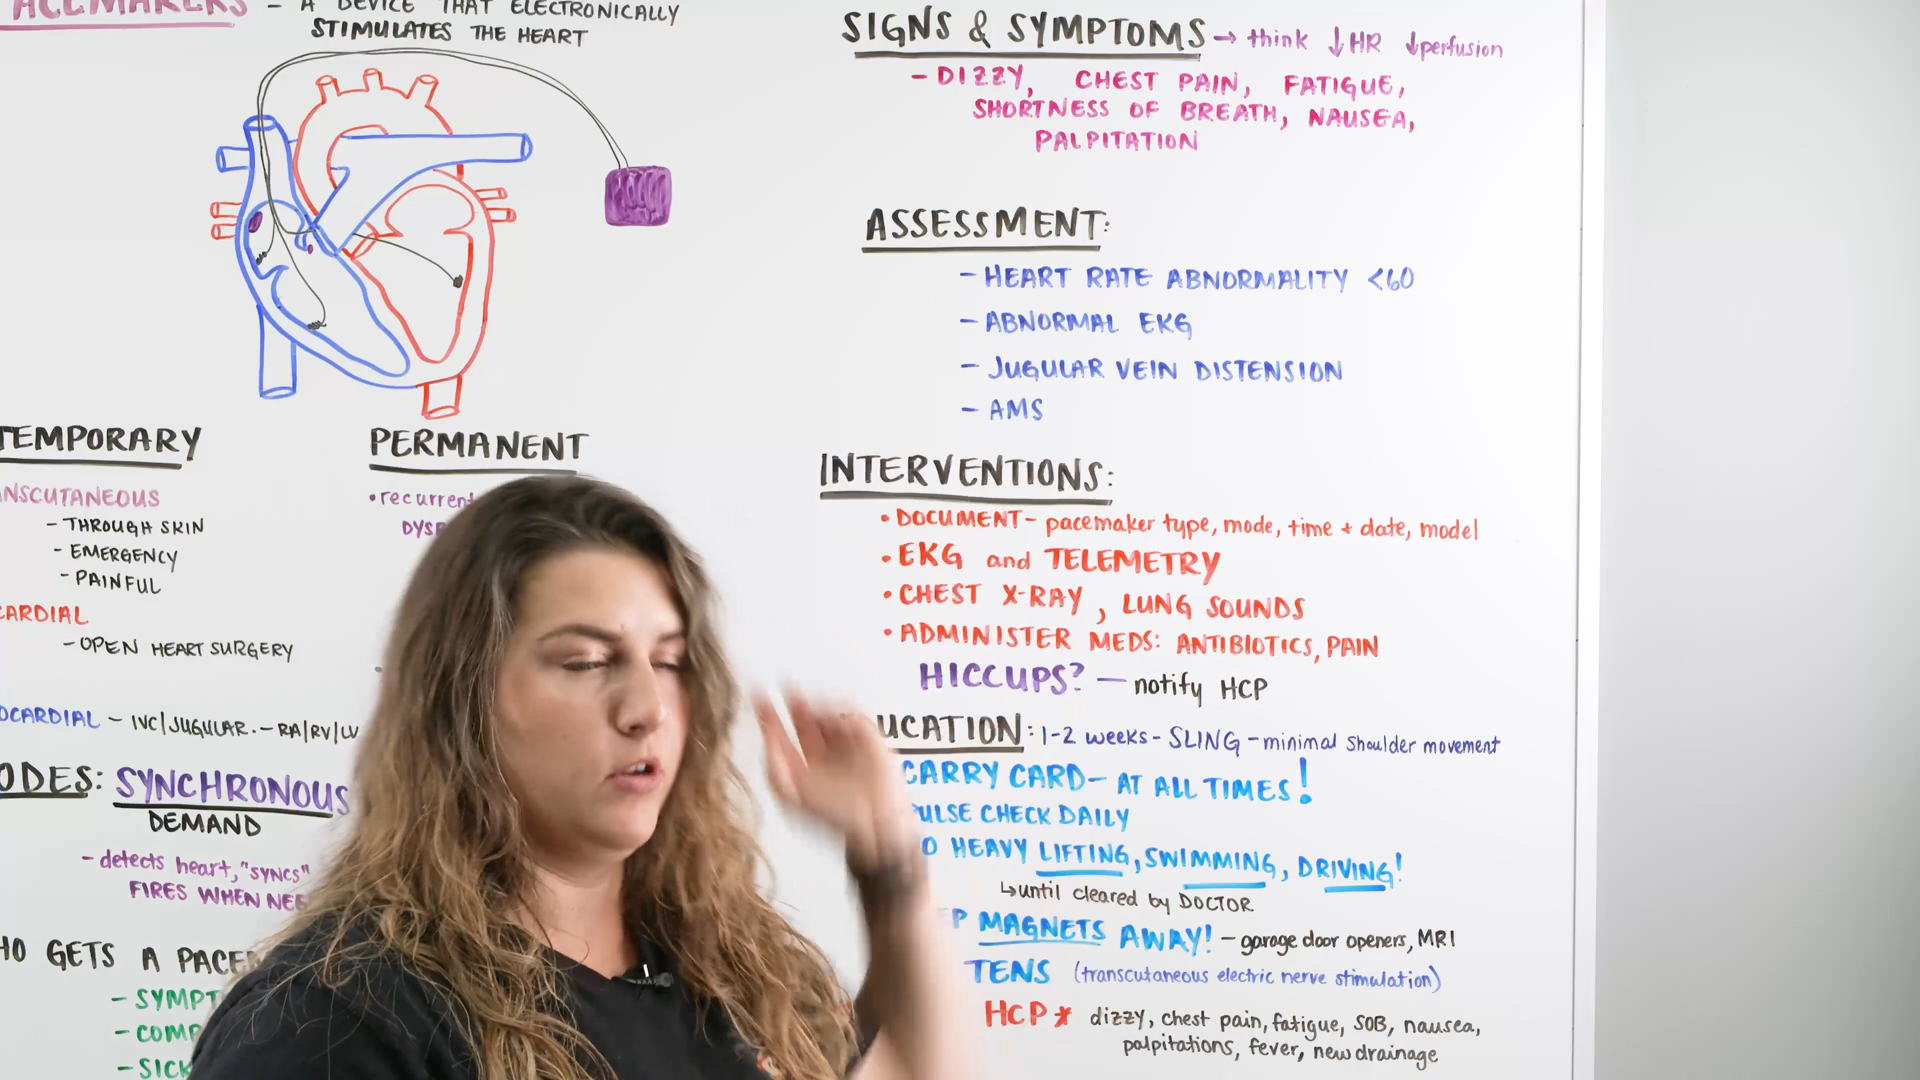 ACEMAKERS - A DEVICE THAT ELECTRONICALLY
STIMULATES THE HEART
TEMPORARY
NSCUTANEOUS
- THROUGH SKIN
- EMERGENCY
- PAINFUL
CARDIAL
- OPEN HEART SURGERY
OCARDIAL - IVC/JUGULAR. - RA/RV/LV
PERMANENT
• recurren
DYS
ODES: SYNCHRONOUS
DEMAND
- detects heart, "SYNCS"
FIRES WHEN NEE
HO GETS A PACE
- SYMPT
- COMP
- SICK
SIGNS & SYMPTOMS → think ↓HR ↓perfusion
- DIZZY, CHEST PAIN, FATIGUE,
SHORTNESS OF BREATH, NAUSEA,
PALPITATION
ASSESSMENT:
- HEART RATE ABNORMALITY <60
- ABNORMAL EKG
- JUGULAR VEIN DISTENSION
- AMS
INTERVENTIONS:
• DOCUMENT - pacemaker type, mode, time + date, model
• EKG and TELEMETRY
• CHEST X-RAY, LUNG SOUNDS
• ADMINISTER MEDS: ANTIBIOTICS, PAIN
HICCUPS? — notify HCP
UCATION: 1-2 weeks - SLING - minimal shoulder movement
CARRY CARD - AT ALL TIMES!
PULSE CHECK DAILY
O HEAVY LIFTING, SWIMMING, DRIVING!
↳ until cleared by DOCTOR
EP MAGNETS AWAY! - garage door openers, MRI
TENS (transcutaneous electric nerve stimulation)
HCP* dizzy, chest pain, fatigue, SOB, nausea,
palpitations, fever, new drainage